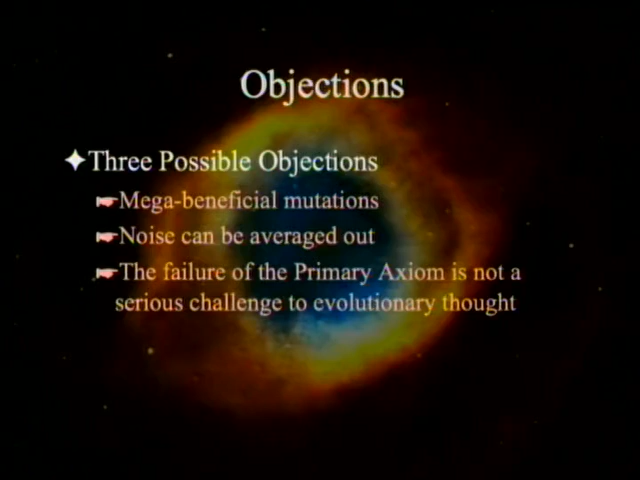 Objections
Three Possible Objections
Mega-beneficial mutations
Noise can be averaged out
The failure of the Primary Axiom is not a
serious challenge to evolutionary thought